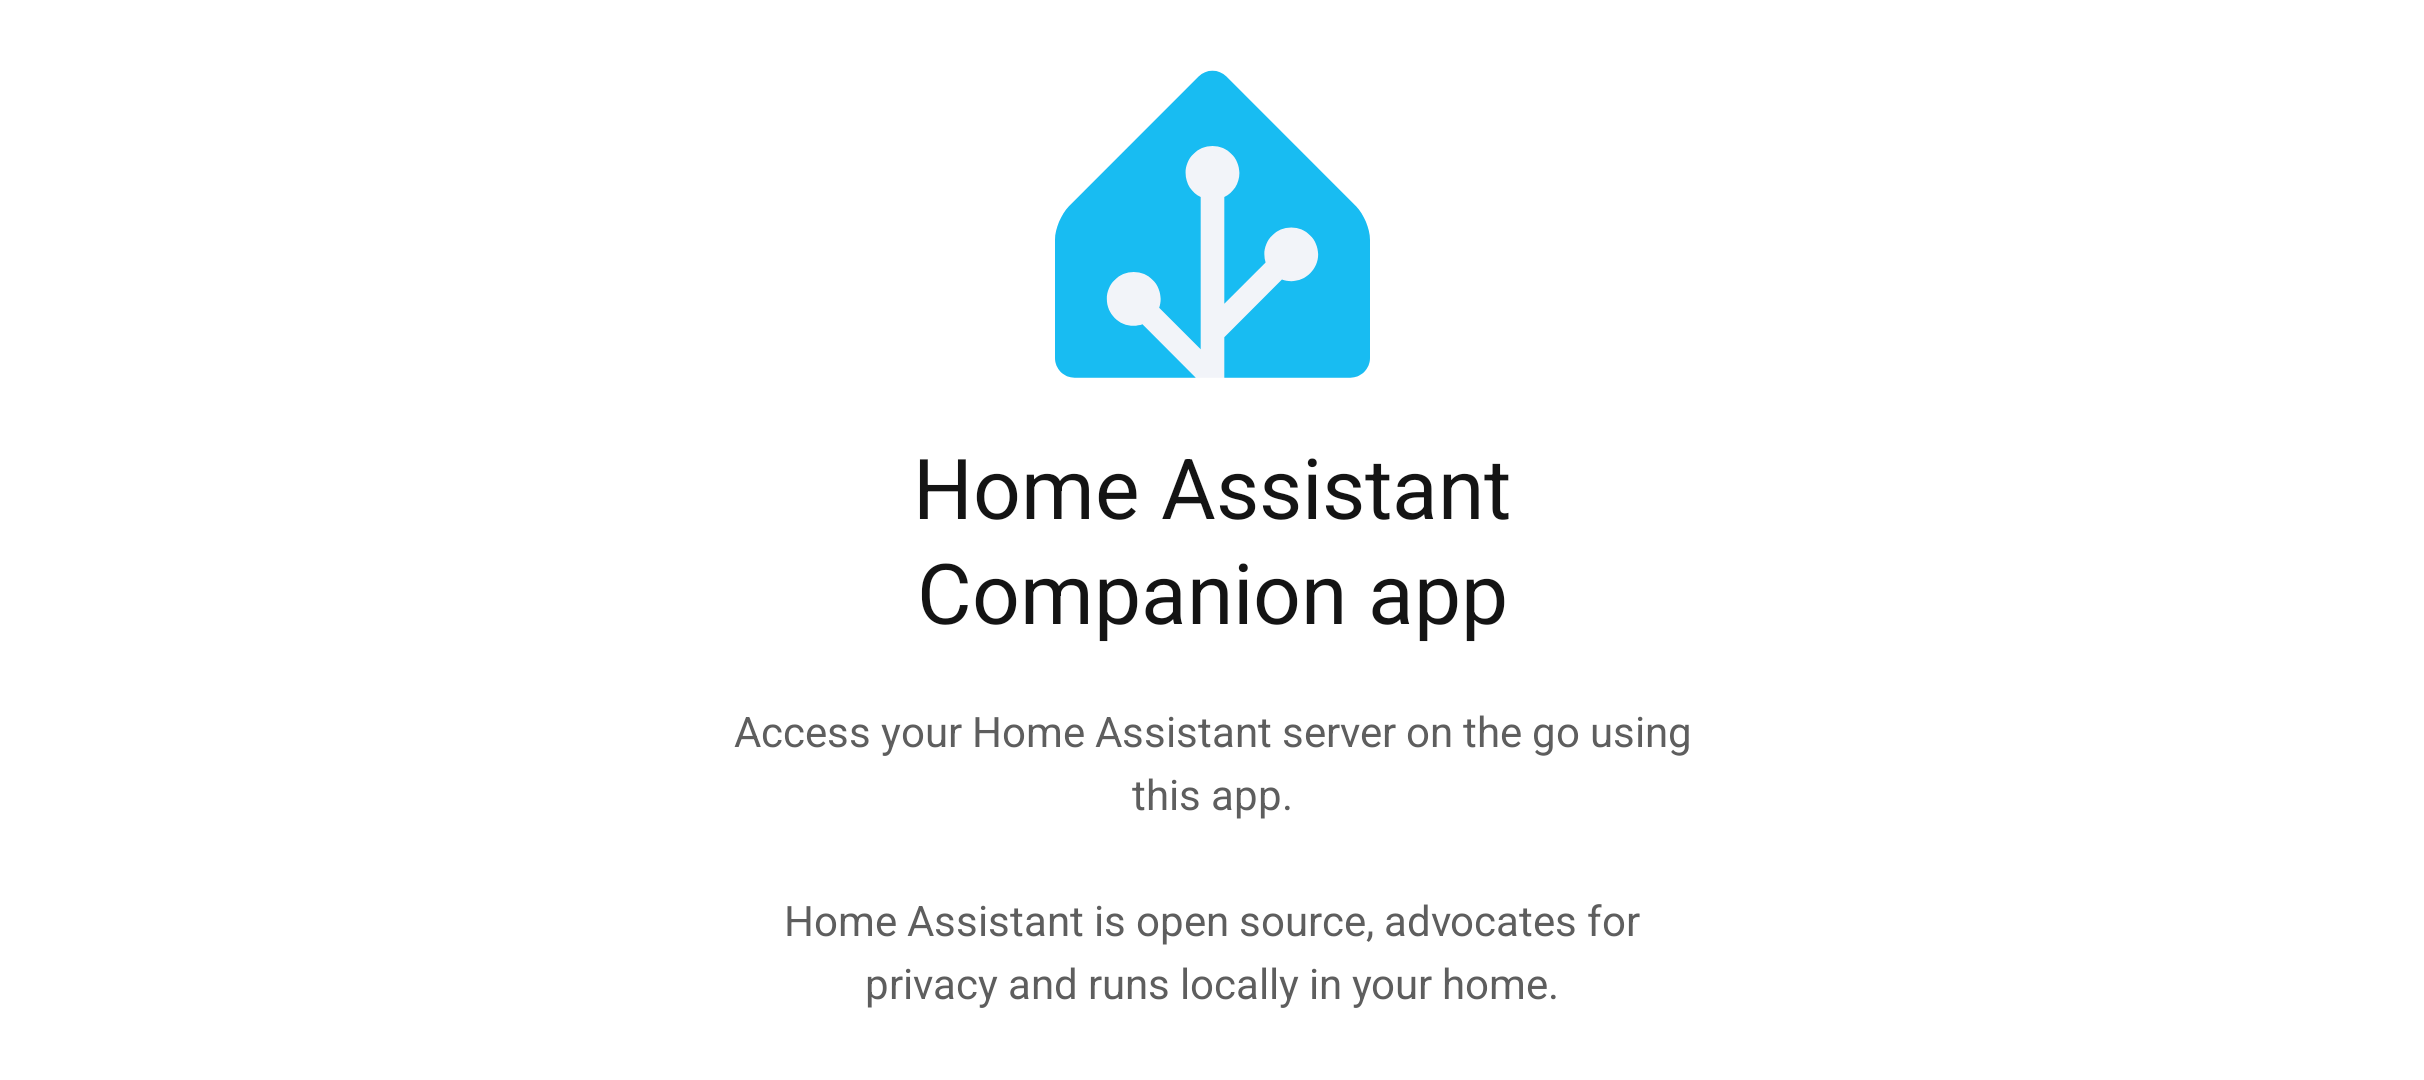 Home Assistant
Companion app
Access your Home Assistant server on the go using
this app.
Home Assistant is open source, advocates for
privacy and runs locally in your home.